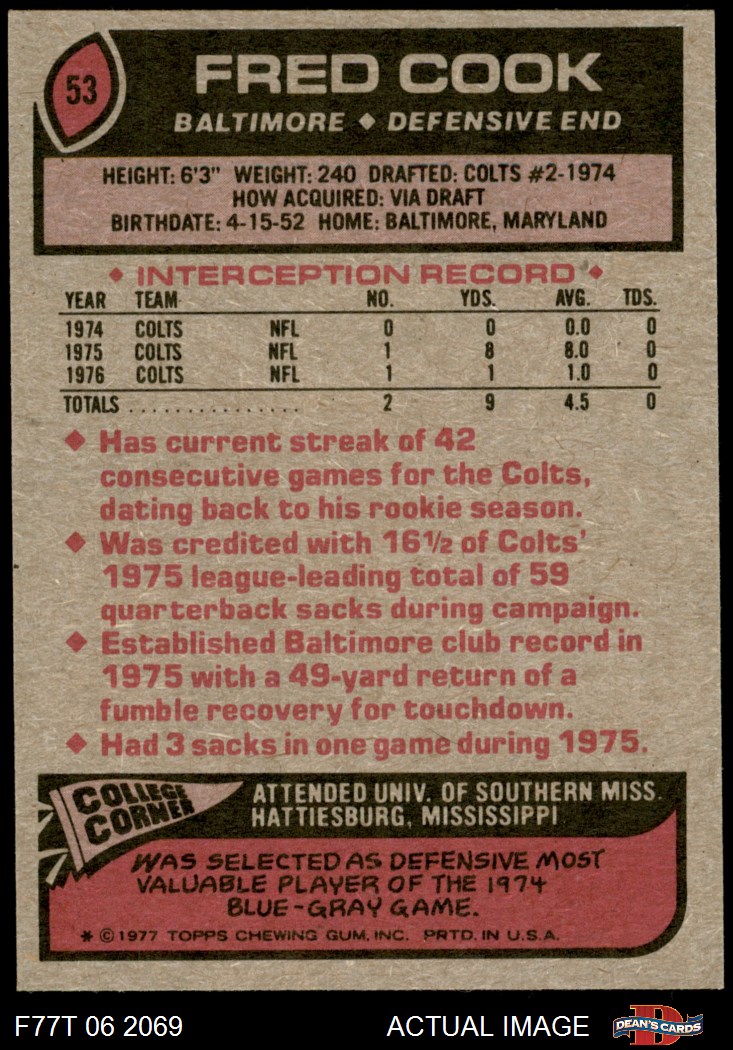 53
FRED COOK
BALTIMORE ◆ DEFENSIVE END
HEIGHT: 6'3" WEIGHT: 240 DRAFTED: COLTS #2-1974
HOW ACQUIRED: VIA DRAFT
BIRTHDATE: 4-15-52 HOME: BALTIMORE, MARYLAND
◆ INTERCEPTION RECORD ◆
YEAR TEAM NO. YDS. AVG. TDS.
1974 COLTS NFL 0 0 0.0 0
1975 COLTS NFL 1 8 8.0 0
1976 COLTS NFL 1 1 1.0 0
TOTALS ................ 2 9 4.5 0
◆ Has current streak of 42
consecutive games for the Colts,
dating back to his rookie season.
◆ Was credited with 16½ of Colts'
1975 league-leading total of 59
quarterback sacks during campaign.
◆ Established Baltimore club record in
1975 with a 49-yard return of a
fumble recovery for touchdown.
◆ Had 3 sacks in one game during 1975.
COLLEGE
CORNER
ATTENDED UNIV. OF SOUTHERN MISS.
HATTIESBURG, MISSISSIPPI
WAS SELECTED AS DEFENSIVE MOST
VALUABLE PLAYER OF THE 1974
BLUE-GRAY GAME.
* ©1977 TOPPS CHEWING GUM, INC. PRTD. IN U.S.A.
F77T 06 2069 ACTUAL IMAGE
D
DEAN'S CARDS